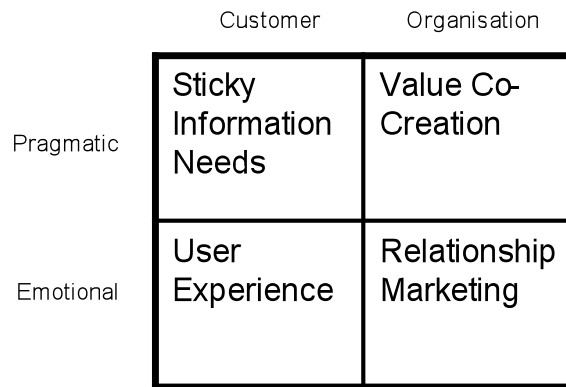 Customer Organisation
Pragmatic
Sticky
Information
Needs
Value Co-
Creation
Emotional
User
Experience
Relationship
Marketing